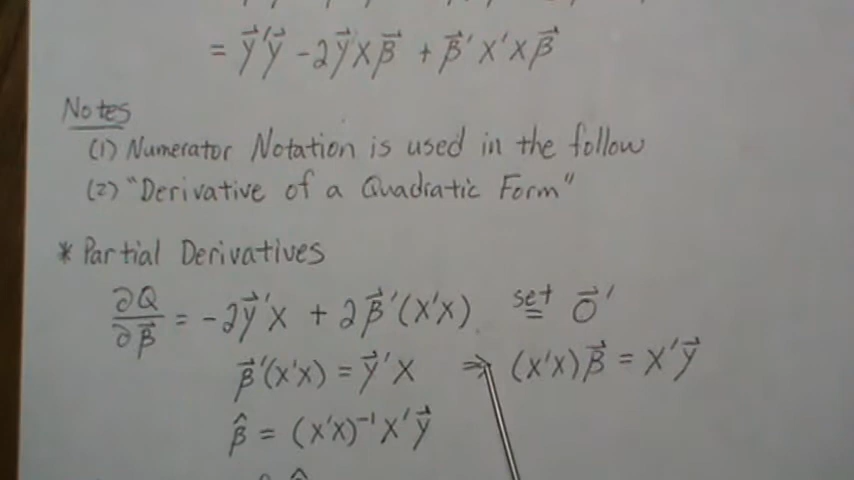 = y⃗'y⃗ - 2y⃗Xβ⃗ + β⃗'X'Xβ⃗
Notes
(1) Numerator Notation is used in the follow
(2) "Derivative of a Quadratic Form"
* Partial Derivatives
∂Q/∂β⃗ = -2y⃗'X + 2β⃗'(X'X) set = 0⃗'
β⃗'(X'X) = y⃗'X ⇒ (X'X)β⃗ = X'y⃗
β̂ = (X'X)⁻¹X'y⃗